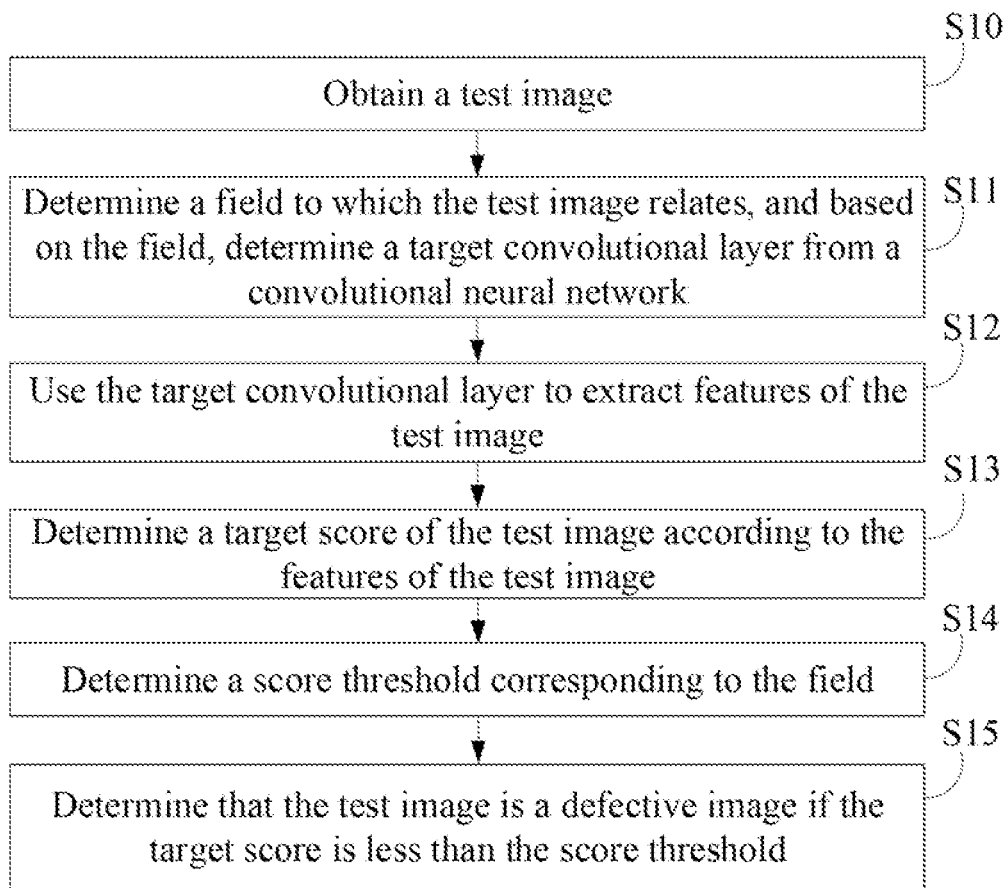 S10
Obtain a test image
S11
Determine a field to which the test image relates, and based
on the field, determine a target convolutional layer from a
convolutional neural network
S12
Use the target convolutional layer to extract features of the
test image
S13
Determine a target score of the test image according to the
features of the test image
S14
Determine a score threshold corresponding to the field
S15
Determine that the test image is a defective image if the
target score is less than the score threshold